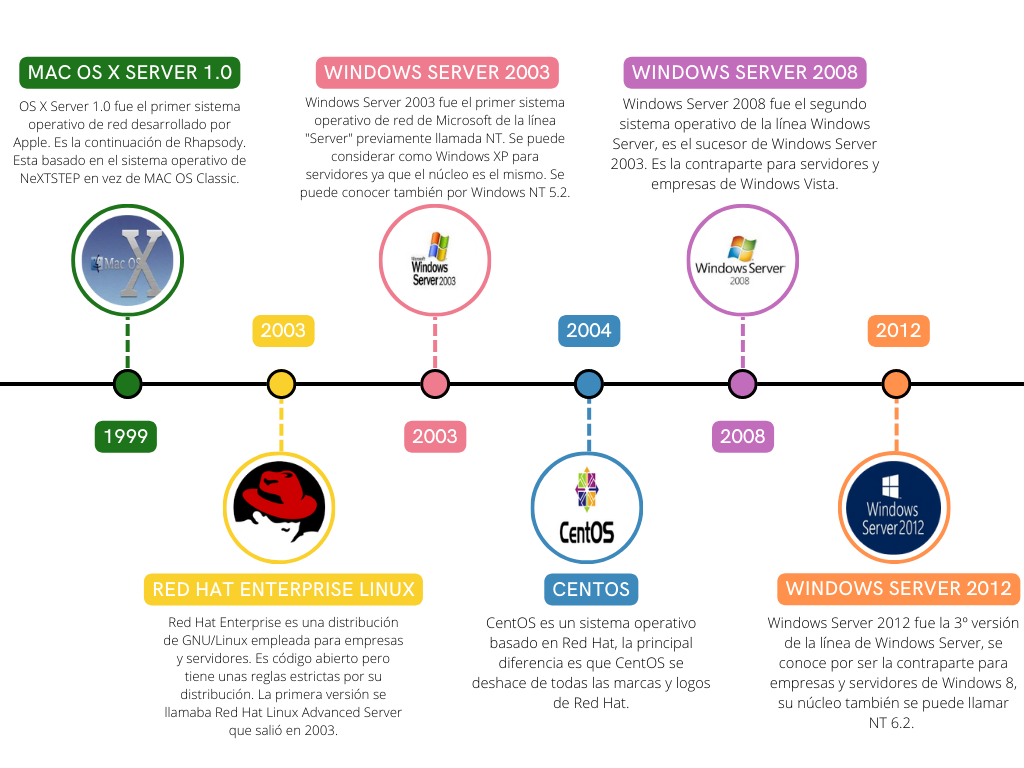 MAC OS X SERVER 1.0
OS X Server 1.0 fue el primer sistema
operativo de red desarrollado por
Apple. Es la continuación de Rhapsody.
Esta basado en el sistema operativo de
NeXTSTEP en vez de MAC OS Classic.
Mac OS
X
1999
2003
RED HAT ENTERPRISE LINUX
Red Hat Enterprise es una distribución
de GNU/Linux empleada para empresas
y servidores. Es código abierto pero
tiene unas reglas estrictas por su
distribución. La primera versión se
llamaba Red Hat Linux Advanced Server
que salió en 2003.
WINDOWS SERVER 2003
Windows Server 2003 fue el primer sistema
operativo de red de Microsoft de la línea
"Server" previamente llamada NT. Se puede
considerar como Windows XP para
servidores ya que el núcleo es el mismo. Se
puede conocer también por Windows NT 5.2.
Microsoft
Windows
Server 2003
2003
2004
CentOS
CENTOS
CentOS es un sistema operativo
basado en Red Hat, la principal
diferencia es que CentOS se
deshace de todas las marcas y logos
de Red Hat.
WINDOWS SERVER 2008
Windows Server 2008 fue el segundo
sistema operativo de la línea Windows
Server, es el sucesor de Windows Server
2003. Es la contraparte para servidores y
empresas de Windows Vista.
Windows Server
2008
2008
2012
Windows
Server 2012
WINDOWS SERVER 2012
Windows Server 2012 fue la 3º versión
de la línea de Windows Server, se
conoce por ser la contraparte para
empresas y servidores de Windows 8,
su núcleo también se puede llamar
NT 6.2.